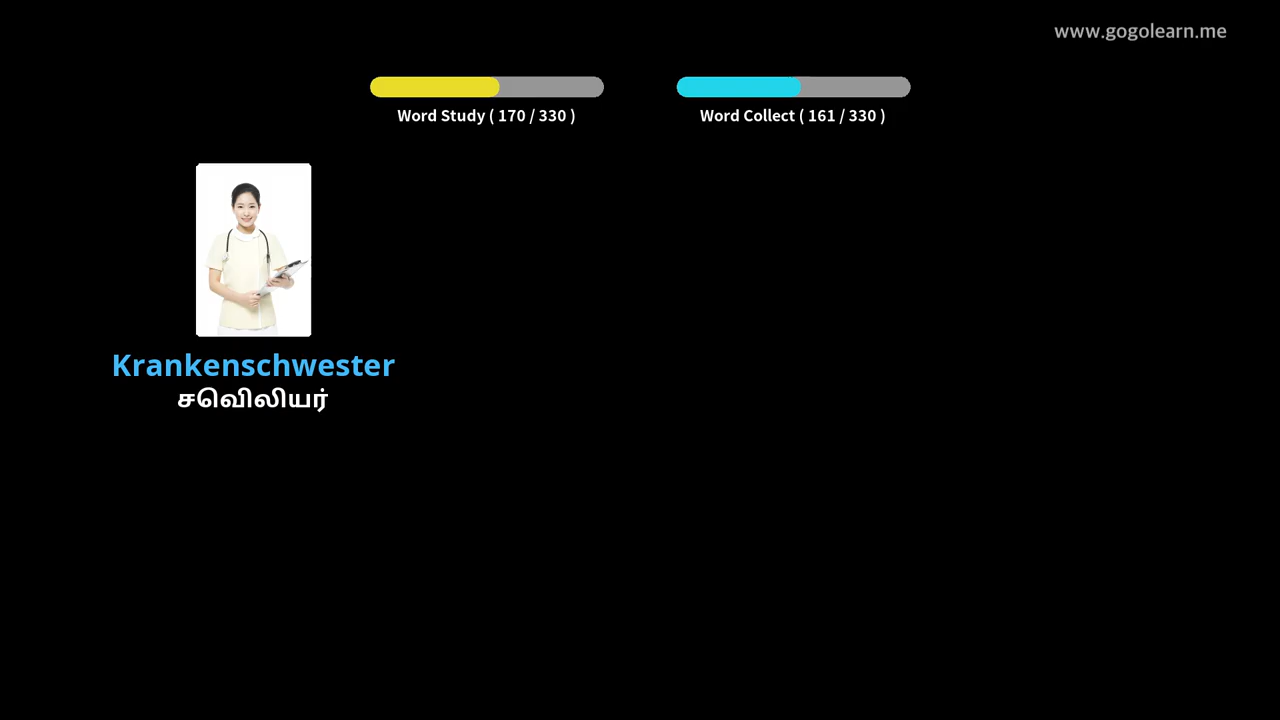 www.gogolearn.me
Word Study ( 170 / 330 )
Word Collect ( 161 / 330 )
Krankenschwester
சவெிலியர்